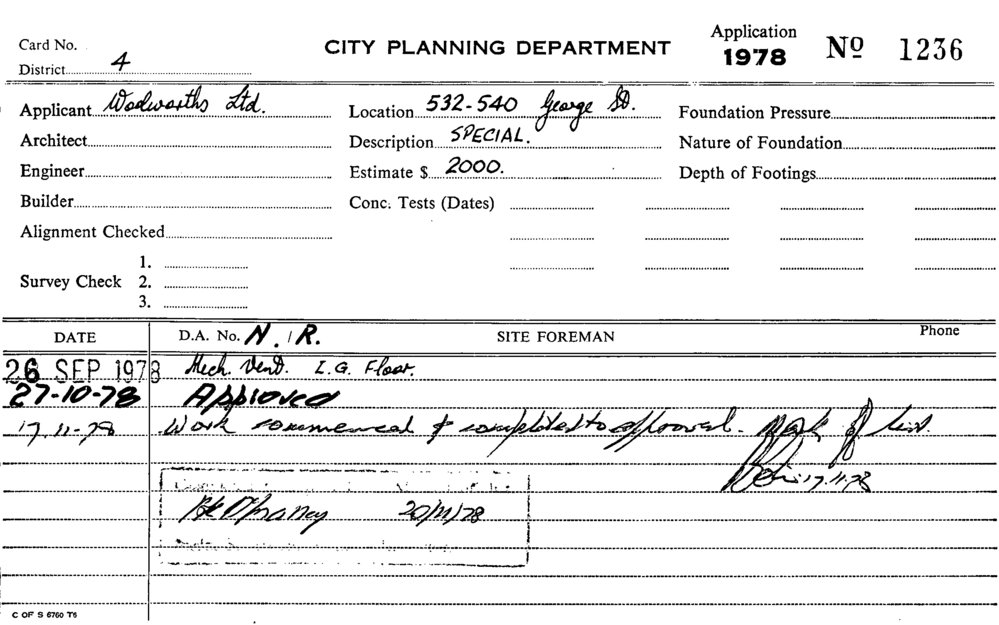 Card No.
District 4
CITY PLANNING DEPARTMENT
Application
1978 Nº 1236
Applicant Woolworths Ltd.
Architect
Engineer
Builder
Alignment Checked
Survey Check 1.
2.
3.
Location 532-540 George St.
Description SPECIAL.
Estimate $ 2000.
Conc. Tests (Dates)
Foundation Pressure
Nature of Foundation
Depth of Footings
DATE D.A. No. N. / R. SITE FOREMAN Phone
26 SEP 1978 Mech. Vent. L.G. Floor.
27-10-78 Approved
17-11-78 Work commenced & completed to approval.
17.11.78
20/11/78
C OF S 6760 T6